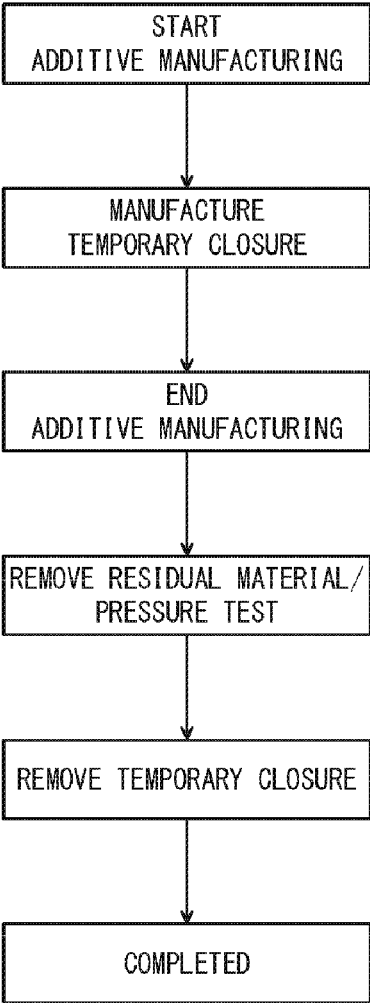 START
ADDITIVE MANUFACTURING
MANUFACTURE
TEMPORARY CLOSURE
END
ADDITIVE MANUFACTURING
REMOVE RESIDUAL MATERIAL/
PRESSURE TEST
REMOVE TEMPORARY CLOSURE
COMPLETED